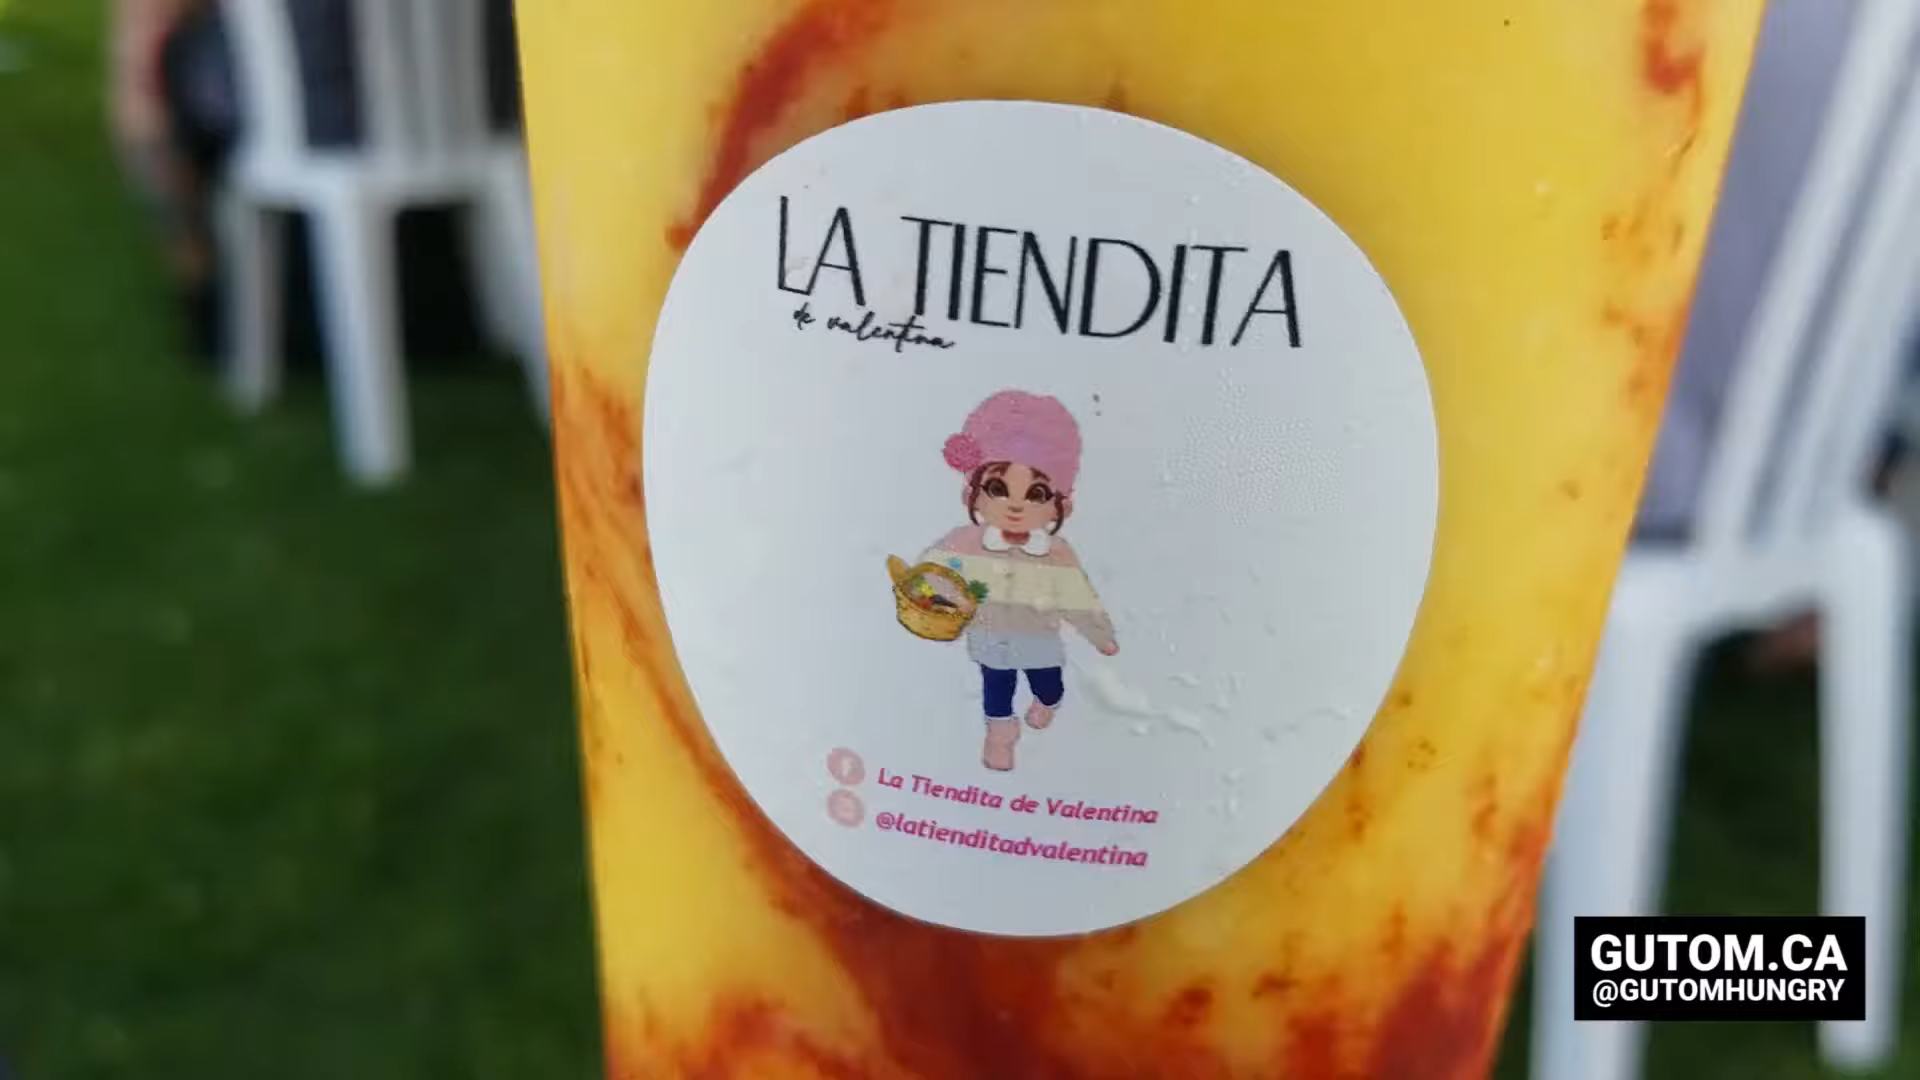 LA TIENDITA
de valentina
La Tiendita de Valentina
@latienditadvalentina
GUTOM.CA
@GUTOMHUNGRY